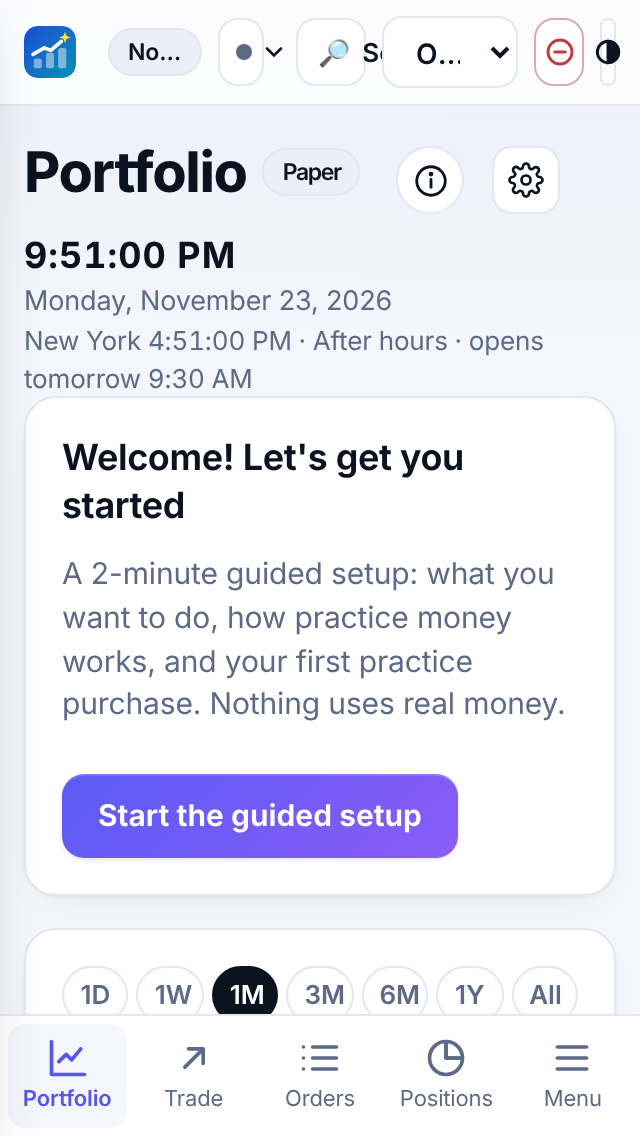 No...
O...
Portfolio
Paper
9:51:00 PM
Monday, November 23, 2026
New York 4:51:00 PM · After hours · opens
tomorrow 9:30 AM
Welcome! Let's get you
started
A 2-minute guided setup: what you
want to do, how practice money
works, and your first practice
purchase. Nothing uses real money.
Start the guided setup
1D 1W 1M 3M 6M 1Y All
Portfolio Trade Orders Positions Menu